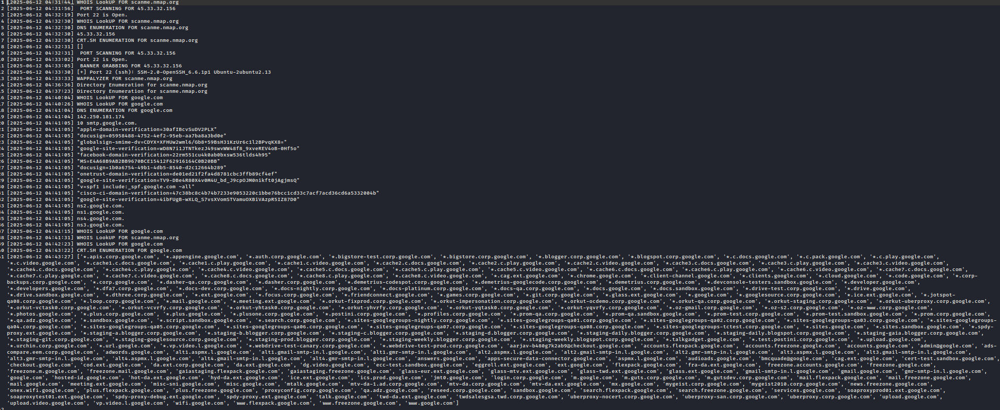 1 [2025-06-12 04:31:44] WHOIS LookUP FOR scanme.nmap.org
2 [2025-06-12 04:31:56]  PORT SCANNING FOR 45.33.32.156
3 [2025-06-12 04:32:19] Port 22 is Open.
4 [2025-06-12 04:32:30] WHOIS LookUP FOR scanme.nmap.org
5 [2025-06-12 04:32:30] DNS ENUMERATION FOR scanme.nmap.org
6 [2025-06-12 04:32:30] 45.33.32.156
7 [2025-06-12 04:32:30] CRT.SH ENUMERATION FOR scanme.nmap.org
8 [2025-06-12 04:32:31] []
9 [2025-06-12 04:32:31]  PORT SCANNING FOR 45.33.32.156
10 [2025-06-12 04:33:02] Port 22 is Open.
11 [2025-06-12 04:33:05]  BANNER GRABBING FOR 45.33.32.156
12 [2025-06-12 04:33:30] [+] Port 22 (ssh): SSH-2.0-OpenSSH_6.6.1p1 Ubuntu-2ubuntu2.13
13 [2025-06-12 04:33:33] WAPPALYZER FOR scanme.nmap.org
14 [2025-06-12 04:36:36] Directory Enumeration for scanme.nmap.org
15 [2025-06-12 04:37:23] Directory Enumeration for scanme.nmap.org
16 [2025-06-12 04:40:04] WHOIS LookUP FOR google.com
17 [2025-06-12 04:40:26] WHOIS LookUP FOR google.com
18 [2025-06-12 04:41:04] DNS ENUMERATION FOR google.com
19 [2025-06-12 04:41:04] 142.250.181.174
20 [2025-06-12 04:41:05] 10 smtp.google.com.
21 [2025-06-12 04:41:05] "apple-domain-verification=30afIBcvSuDV2PLX"
22 [2025-06-12 04:41:05] "docusign=05958488-4752-4ef2-95eb-aa7ba8a3bd0e"
23 [2025-06-12 04:41:05] "globalsign-smime-dv=CDYX+XFHUw2wml6/Gb8+59BsH31KzUr6c1l2BPvqKX8="
24 [2025-06-12 04:41:05] "google-site-verification=wD8N7i1JTNTkezJ49swvWW48f8_9xveREV4oB-0Hf5o"
25 [2025-06-12 04:41:05] "facebook-domain-verification=22rm551cu4k0ab0bxsw536tlds4h95"
26 [2025-06-12 04:41:05] "MS=E4A68B9AB2BB9670BCE15412F62916164C0B20BB"
27 [2025-06-12 04:41:05] "docusign=1b0a6754-49b1-4db5-8540-d2c12664b289"
28 [2025-06-12 04:41:05] "onetrust-domain-verification=de01ed21f2fa4d8781cbc3ffb89cf4ef"
29 [2025-06-12 04:41:05] "google-site-verification=TV9-DBe4R80X4v0M4U_bd_J9cpOJM0nikft0jAgjmsQ"
30 [2025-06-12 04:41:05] "v=spf1 include:_spf.google.com ~all"
31 [2025-06-12 04:41:05] "cisco-ci-domain-verification=47c38bc8c4b74b7233e9053220c1bbe76bcc1cd33c7acf7acd36cd6a5332004b"
32 [2025-06-12 04:41:05] "google-site-verification=4ibFUgB-wXLQ_S7vsXVomSTVamuOXBiVAzpR5IZ87D0"
33 [2025-06-12 04:41:05] ns2.google.com.
34 [2025-06-12 04:41:05] ns1.google.com.
35 [2025-06-12 04:41:05] ns4.google.com.
36 [2025-06-12 04:41:05] ns3.google.com.
37 [2025-06-12 04:41:15] WHOIS LookUP FOR google.com
38 [2025-06-12 04:41:31] WHOIS LookUP FOR scanme.nmap.org
39 [2025-06-12 04:42:23] WHOIS LookUP FOR google.com
40 [2025-06-12 04:43:22] CRT.SH ENUMERATION FOR google.com
41 [2025-06-12 04:43:27] ['*.apis.corp.google.com', '*.appengine.google.com', '*.auth.corp.google.com', '*.bigstore-test.corp.google.com', '*.bigstore.corp.google.com', '*.blogger.corp.google.com', '*.blogspot.corp.google.com', '*.c.docs.google.com', '*.c.pack.google.com', '*.c.play.google.com',
'*.c.video.google.com', '*.cache1.c.docs.google.com', '*.cache1.c.play.google.com', '*.cache1.c.video.google.com', '*.cache2.c.docs.google.com', '*.cache2.c.play.google.com', '*.cache2.c.video.google.com', '*.cache3.c.docs.google.com', '*.cache3.c.play.google.com', '*.cache3.c.video.google.com',
'*.cache4.c.docs.google.com', '*.cache4.c.play.google.com', '*.cache4.c.video.google.com', '*.cache5.c.docs.google.com', '*.cache5.c.play.google.com', '*.cache5.c.video.google.com', '*.cache6.c.docs.google.com', '*.cache6.c.play.google.com', '*.cache6.c.video.google.com', '*.cache7.c.docs.google.com',
'*.cache7.c.play.google.com', '*.cache7.c.video.google.com', '*.cache8.c.docs.google.com', '*.cache8.c.play.google.com', '*.cache8.c.video.google.com', '*.cag.ext.google.com', '*.chrome.google.com', '*.client-channel.google.com', '*.clients.google.com', '*.cloud.google.com', '*.code.google.com', '*.corp-
backups.corp.google.com', '*.corp.google.com', '*.dasher-qa.corp.google.com', '*.dasher.corp.google.com', '*.demetrius-codespot.corp.google.com', '*.demetrius-googlecode.corp.google.com', '*.demetrius.corp.google.com', '*.devconsole-testers.sandbox.google.com', '*.developer.google.com',
'*.developers.google.com', '*.dfa7.corp.google.com', '*.docs-dev.corp.google.com', '*.docs-nightly.corp.google.com', '*.docs-platinum.corp.google.com', '*.docs-qa.corp.google.com', '*.docs.google.com', '*.docs.sandbox.google.com', '*.drive-test.corp.google.com', '*.drive.google.com',
'*.drive.sandbox.google.com', '*.dthree.corp.google.com', '*.ext.google.com', '*.focus.corp.google.com', '*.friendconnect.google.com', '*.games.corp.google.com', '*.git.corp.google.com', '*.glass.ext.google.com', '*.google.com', '*.googlesource.corp.google.com', '*.ice.ext.google.com', '*.jotspot-
qa08.corp.google.com', '*.loop.corp.google.com', '*.mail.google.com', '*.meeting.ext.google.com', '*.orkut-fixprod.corp.google.com', '*.orkut-impersonation.corp.google.com', '*.orkut-ocdemo.corp.google.com', '*.orkut-qa.corp.google.com', '*.orkut-staging.corp.google.com', '*.orkut-uberproxy.corp.google.com',
'*.orkut-vctask0.corp.google.com', '*.orkut-vcvrfy.corp.google.com', '*.orkut-yhtask0.corp.google.com', '*.orkut-yhvrfy.corp.google.com', '*.orkut-yqtask0.corp.google.com', '*.orkut-yqvrfy.corp.google.com', '*.oz-gmail.corp.google.com', '*.oz-s2.corp.google.com', '*.oz-www.corp.google.com',
'*.photos.google.com', '*.plus.corp.google.com', '*.plus.google.com', '*.plusone.corp.google.com', '*.postini.corp.google.com', '*.profiles.corp.google.com', '*.prom-qa.corp.google.com', '*.prom-qa.sandbox.google.com', '*.prom-test.corp.google.com', '*.prom-test.sandbox.google.com', '*.prom.corp.google.com',
'*.qa.adz.google.com', '*.sandbox.google.com', '*.script.sandbox.google.com', '*.search.corp.google.com', '*.sites-googlegroups-nightly.corp.google.com', '*.sites-googlegroups-qa01.corp.google.com', '*.sites-googlegroups-qa02.corp.google.com', '*.sites-googlegroups-qa03.corp.google.com', '*.sites-googlegroups-
qa04.corp.google.com', '*.sites-googlegroups-qa05.corp.google.com', '*.sites-googlegroups-qa06.corp.google.com', '*.sites-googlegroups-qa07.corp.google.com', '*.sites-googlegroups-qa08.corp.google.com', '*.sites-googlegroups-tctest.corp.google.com', '*.sites.google.com', '*.sites.sandbox.google.com', '*.spdy-
proxy.ext.google.com', '*.staging-a.blogger.corp.google.com', '*.staging-b.blogger.corp.google.com', '*.staging-c.blogger.corp.google.com', '*.staging-d.blogger.corp.google.com', '*.staging-daily.blogger.corp.google.com', '*.staging-daily.blogspot.corp.google.com', '*.staging-gaia.blogger.corp.google.com',
'*.staging-git.corp.google.com', '*.staging-googlesource.corp.google.com', '*.staging-prod.blogger.corp.google.com', '*.staging-weekly.blogger.corp.google.com', '*.staging-weekly.blogspot.corp.google.com', '*.talkgadget.google.com', '*.test.postini.corp.google.com', '*.upload.google.com',
'*.urchin.corp.google.com', '*.url.google.com', '*.vp.video.l.google.com', '*.webdrive-test-canary.corp.google.com', '*.webdrive-test-prod.corp.google.com', 'aarjav-b480g7k2ab9@checkout.google.com', 'accounts.flexpack.google.com', 'accounts.freezone.google.com', 'accounts.google.com', 'admin@google.com', 'ads-
compare.eem.corp.google.com', 'adwords.google.com', 'alt1.aspmx.l.google.com', 'alt1.gmail-smtp-in.l.google.com', 'alt1.gmr-smtp-in.l.google.com', 'alt2.aspmx.l.google.com', 'alt2.gmail-smtp-in.l.google.com', 'alt2.gmr-smtp-in.l.google.com', 'alt3.aspmx.l.google.com', 'alt3.gmail-smtp-in.l.google.com',
'alt3.gmr-smtp-in.l.google.com', 'alt4.aspmx.l.google.com', 'alt4.gmail-smtp-in.l.google.com', 'alt4.gmr-smtp-in.l.google.com', 'answers.google.com', 'apps-secure-data-connector.google.com', 'aspmx.l.google.com', 'audioads.google.com', 'bmcquade@google.com', 'cag.ext.google.com', 'cert-test.sandbox.google.com',
'checkout.google.com', 'cod.ext.google.com', 'da.ext.corp.google.com', 'da.ext.google.com', 'dg.video.google.com', 'ecc-test.sandbox.google.com', 'eggroll.ext.google.com', 'ext.google.com', 'flexpack.google.com', 'fra-da.ext.google.com', 'freezone.accounts.google.com', 'freezone.google.com',
'freezone.m.google.com', 'freezone.mail.google.com', 'gaiastaging.flexpack.google.com', 'gaiastaging.freezone.google.com', 'glass-eur.ext.google.com', 'glass-mtv.ext.google.com', 'glass-twd.ext.google.com', 'glass.ext.google.com', 'gmail-smtp-in.l.google.com', 'gmail.google.com', 'gmr-smtp-in.l.google.com',
'google.com', 'hosted-id.google.com', 'hot-da.ext.google.com', 'hyd-da.ext.google.com', 'ice.ext.google.com', 'ics.prod.google.com', 'jmt0.google.com', 'login.corp.google.com', 'm.google.com', 'm.guts.corp.google.com', 'm.gutsdev.corp.google.com', 'mail.flexpack.google.com', 'mail.freezone.google.com',
'mail.google.com', 'meeting.ext.google.com', 'misc-sni.google.com', 'misc.google.com', 'mtalk.google.com', 'mtv-da-1.ad.corp.google.com', 'mtv-da.corp.google.com', 'mtv-da.ext.google.com', 'mx.google.com', 'mygeist.corp.google.com', 'mygeist2010.corp.google.com', 'news.freezone.google.com',
'onex.wifi.google.com', 'plus.flexpack.google.com', 'plus.freezone.google.com', 'proxyconfig.corp.google.com', 'qa.adz.google.com', 'reseed.corp.google.com', 'sandbox.google.com', 'search.flexpack.google.com', 'search.freezone.google.com', 'services.google.com', 'soaproxyprod01.ext.google.com',
'soaproxytest01.ext.google.com', 'spdy-proxy-debug.ext.google.com', 'spdy-proxy.ext.google.com', 'talk.google.com', 'twd-da.ext.google.com', 'twdsalesgsa.twd.corp.google.com', 'uberproxy-nocert.corp.google.com', 'uberproxy-san.corp.google.com', 'uberproxy.corp.google.com', 'upload.google.com',
'upload.video.google.com', 'vp.video.l.google.com', 'wifi.google.com', 'www.flexpack.google.com', 'www.freezone.google.com', 'www.google.com']
42